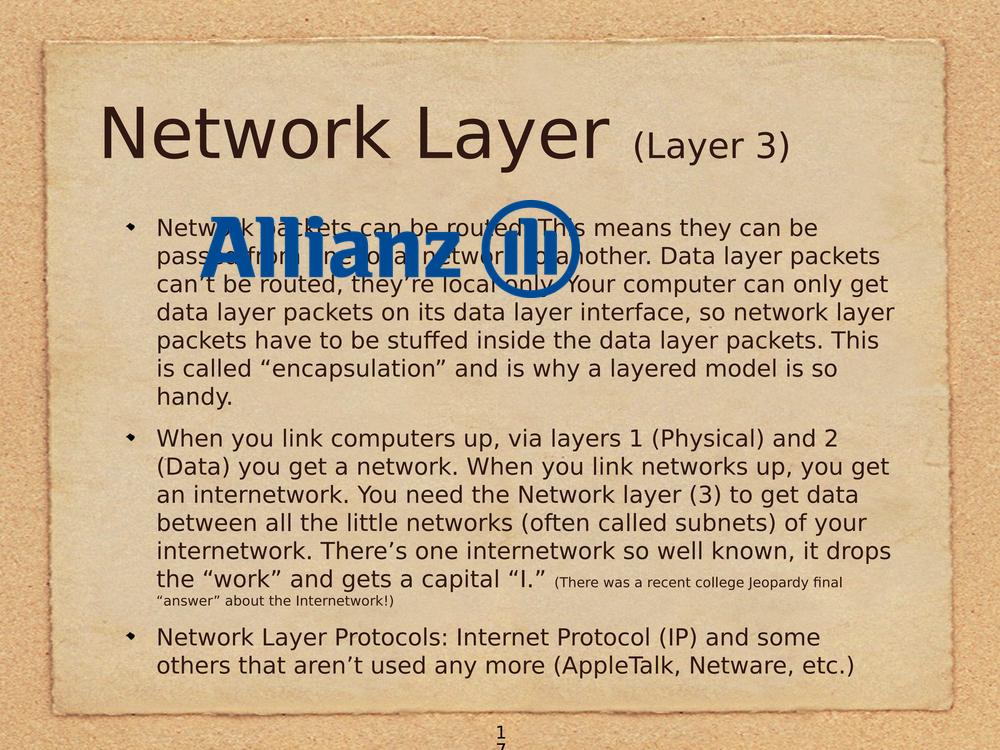 Network Layer (Layer 3)
Network packets can be routed. This means they can be
passed from one local network to another. Data layer packets
can’t be routed, they’re local only. Your computer can only get
data layer packets on its data layer interface, so network layer
packets have to be stuffed inside the data layer packets. This
is called “encapsulation” and is why a layered model is so
handy.
Allianz
When you link computers up, via layers 1 (Physical) and 2
(Data) you get a network. When you link networks up, you get
an internetwork. You need the Network layer (3) to get data
between all the little networks (often called subnets) of your
internetwork. There’s one internetwork so well known, it drops
the “work” and gets a capital “I.” (There was a recent college Jeopardy final
“answer” about the Internetwork!)
Network Layer Protocols: Internet Protocol (IP) and some
others that aren’t used any more (AppleTalk, Netware, etc.)
1
7